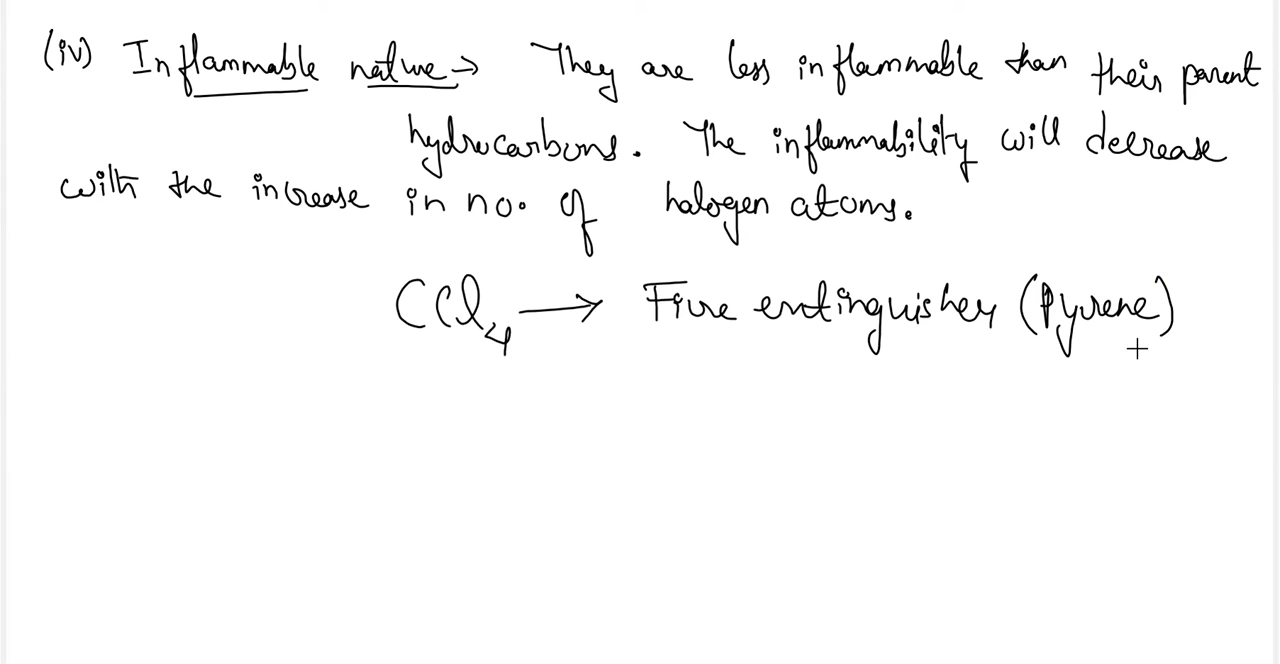 (iv) Inflammable nature → They are less inflammable than their parent
hydrocarbons. The inflammability will decrease
with the increase in no. of halogen atoms.
CCl₄ → Fire extinguisher (Pyrene)